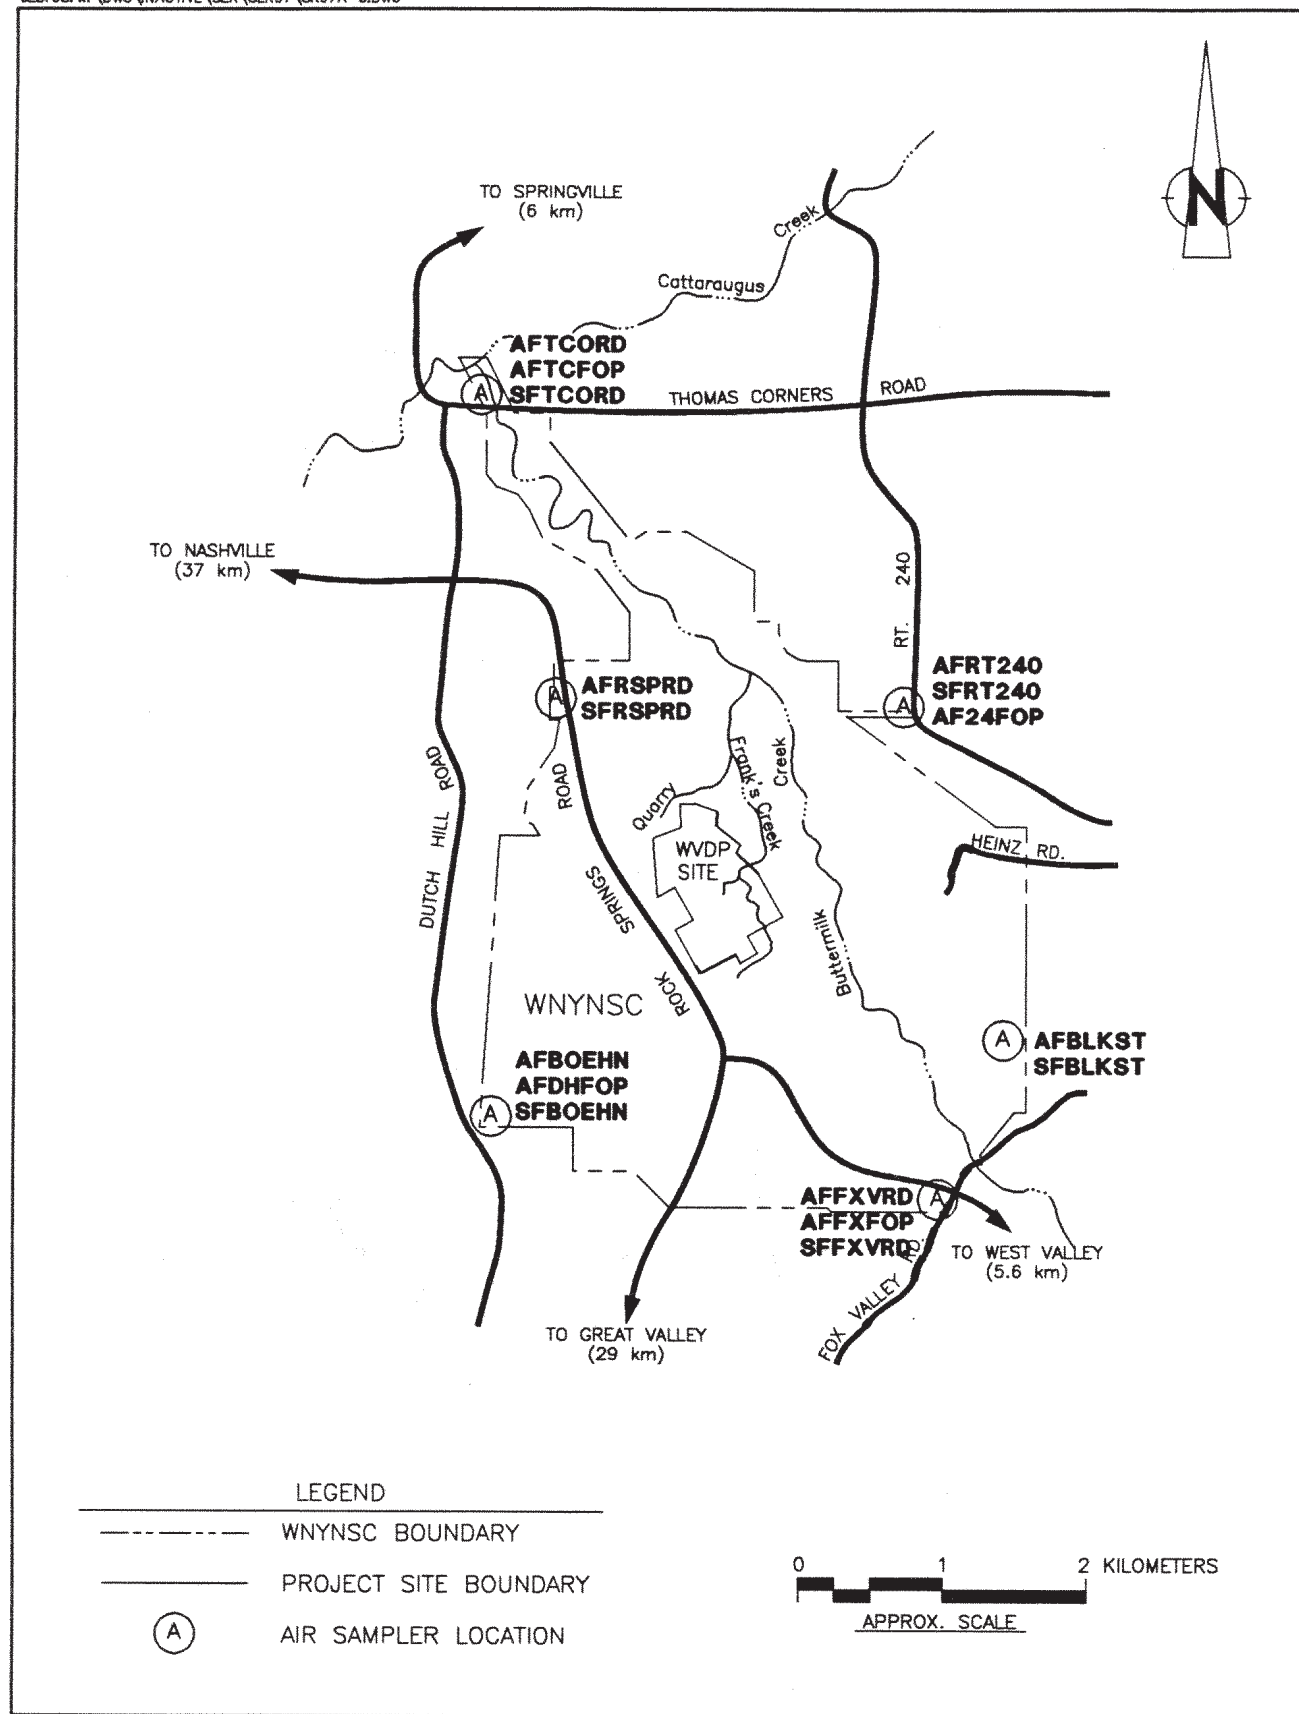 N
TO SPRINGVILLE
(6 km)
Creek
Cattaraugus
AFTCORD
AFTCFOP
SFTCORD
A
THOMAS CORNERS ROAD
TO NASHVILLE
(37 km)
RT. 240
AFRT240
SFRT240
AF24FOP
A
AFRSPRD
SFRSPRD
A
DUTCH HILL ROAD
ROCK SPRINGS ROAD
Quarry
Frank's Creek
Buttermilk Creek
WVDP
SITE
HEINZ RD.
WNYNSC
A
AFBLKST
SFBLKST
AFBOEHN
AFDHFOP
SFBOEHN
A
AFFXVRD
AFFXFOP
SFFXVRD
A
TO WEST VALLEY
(5.6 km)
FOX VALLEY RD.
TO GREAT VALLEY
(29 km)
LEGEND
WNYNSC BOUNDARY
PROJECT SITE BOUNDARY
A AIR SAMPLER LOCATION
0 1 2 KILOMETERS
APPROX. SCALE